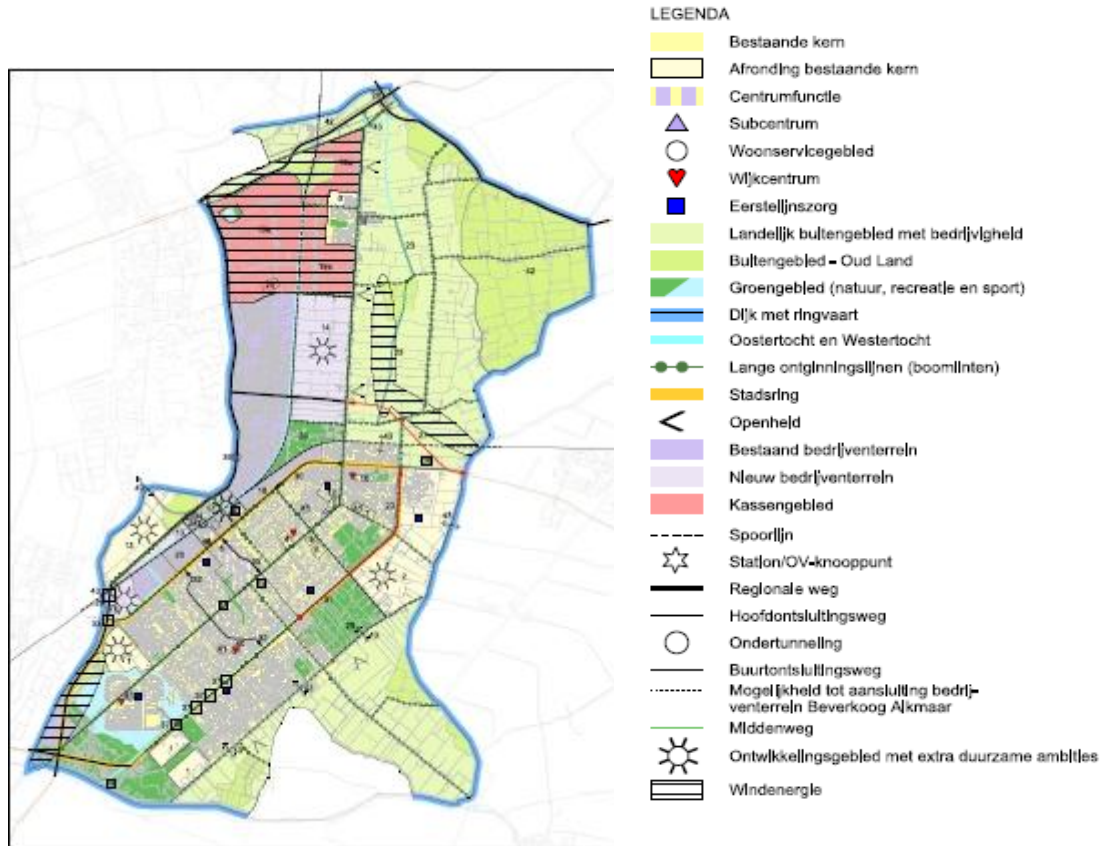 LEGENDA
Bestaande kern
Afronding bestaande kern
Centrumfunctie
Subcentrum
Woonservicegebied
Wijkcentrum
Eerstelijnszorg
Landelijk buitengebied met bedrijvigheid
Buitengebied - Oud Land
Groengebied (natuur, recreatie en sport)
Dijk met ringvaart
Oostertocht en Westertocht
Lange ontginningslijnen (boomlinten)
Stadsring
Openheid
Bestaand bedrijventerrein
Nieuw bedrijventerrein
Kassengebied
Spoorlijn
Station/OV-knooppunt
Regionale weg
Hoofdontsluitingsweg
Ondertunneling
Buurtontsluitingsweg
Mogelijkheid tot aansluiting bedrij-
venterrein Beverkoog Alkmaar
Middenweg
Ontwikkelingsgebied met extra duurzame ambities
Windenergie
14
42